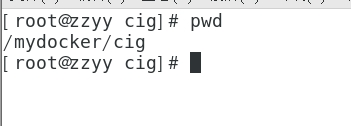 [ root@zzyy cig]# pwd
/mydocker/cig
[ root@zzyy cig]#